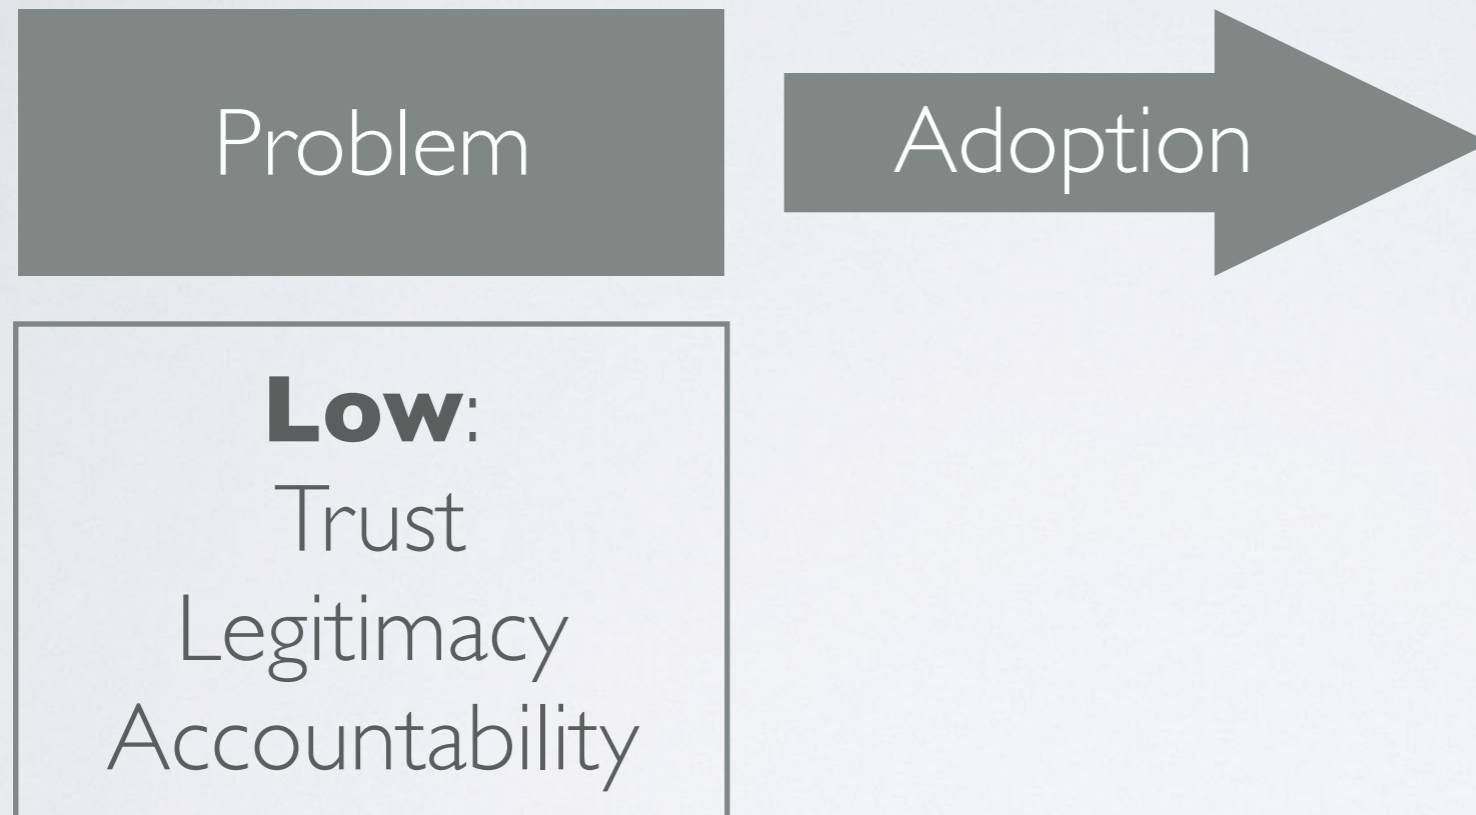 Problem
Adoption
Low:
Trust
Legitimacy
Accountability